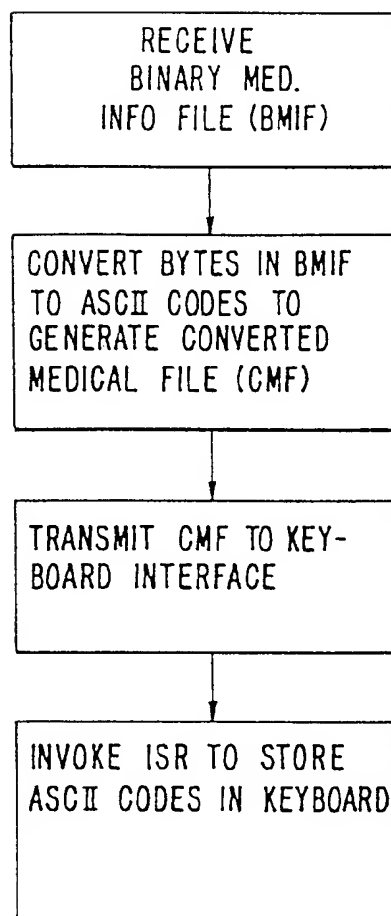 RECEIVE
BINARY MED.
INFO FILE (BMIF)
CONVERT BYTES IN BMIF
TO ASCII CODES TO
GENERATE CONVERTED
MEDICAL FILE (CMF)
TRANSMIT CMF TO KEY-
BOARD INTERFACE
INVOKE ISR TO STORE
ASCII CODES IN KEYBOARD